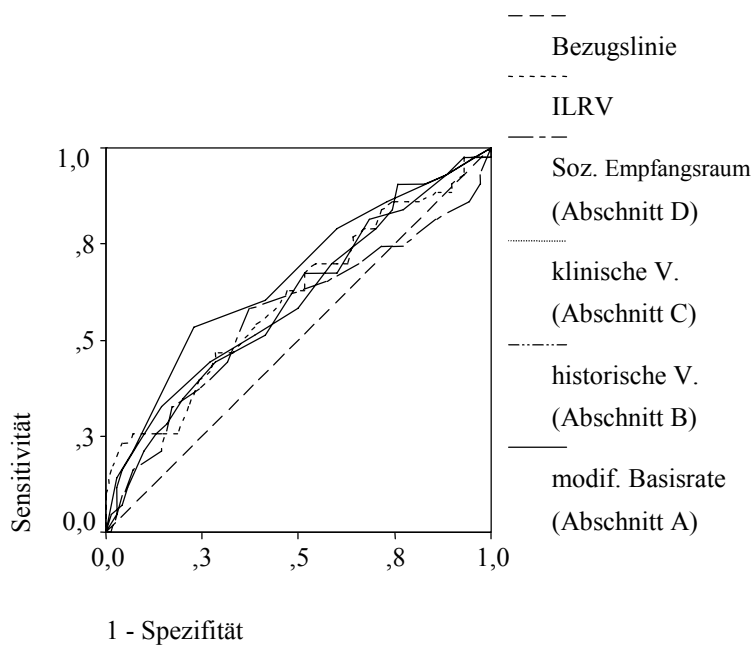 Bezugslinie
ILRV
Soz. Empfangsraum
(Abschnitt D)
klinische V.
(Abschnitt C)
historische V.
(Abschnitt B)
modif. Basisrate
(Abschnitt A)
Sensitivität
1,0
,8
,5
,3
0,0
0,0 ,3 ,5 ,8 1,0
1 - Spezifität